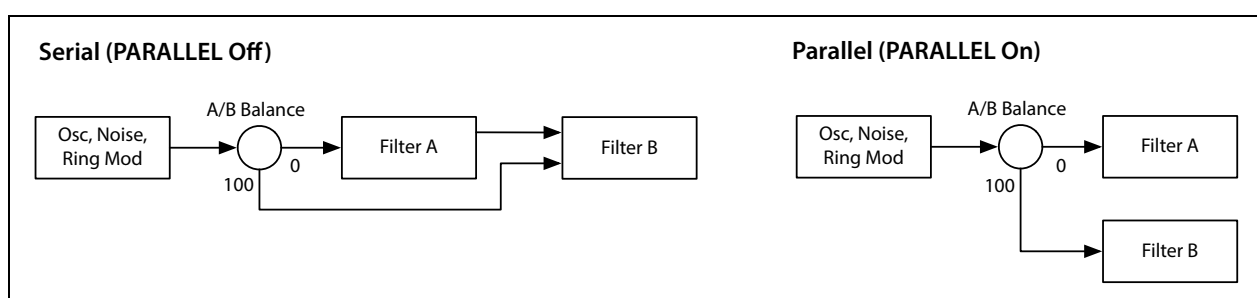 Serial (PARALLEL Off)
A/B Balance
Osc, Noise,
Ring Mod
0
100
Filter A
Filter B
Parallel (PARALLEL On)
A/B Balance
Osc, Noise,
Ring Mod
0
100
Filter A
Filter B